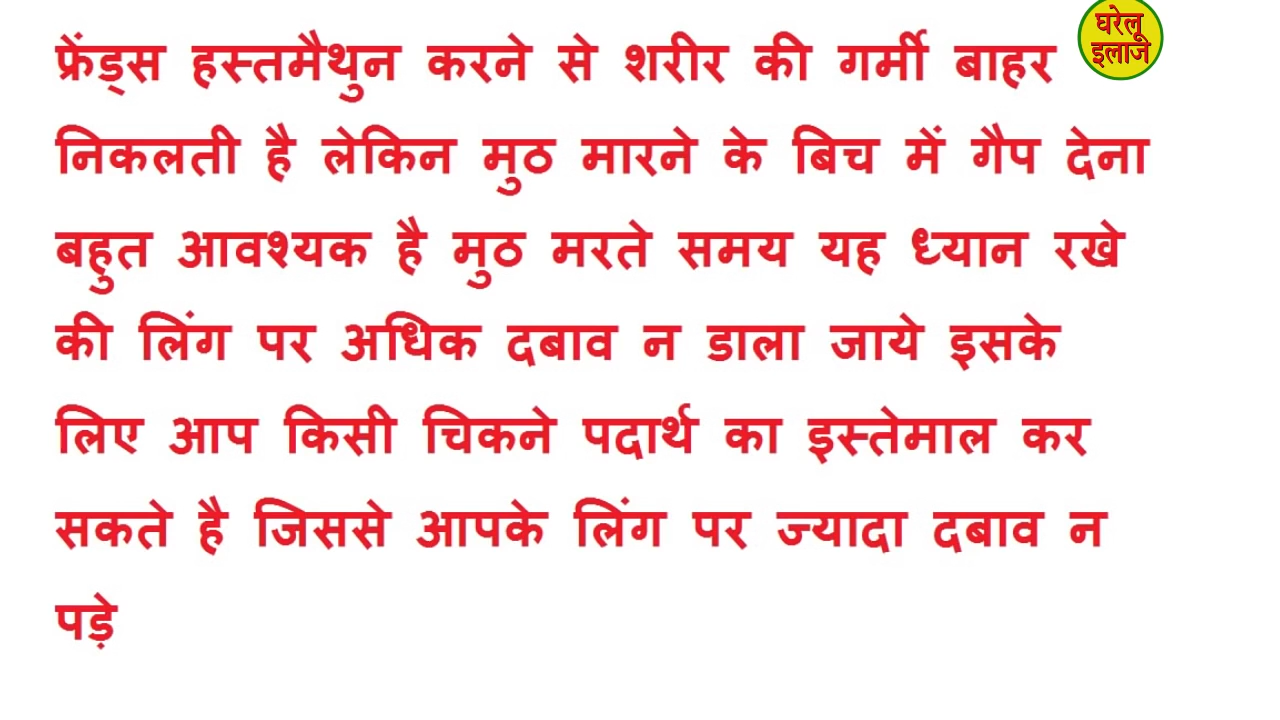 घरेलू
इलाज
फ्रेंड्स हस्तमैथुन करने से शरीर की गर्मी बाहर
निकलती है लेकिन मुठ मारने के बिच में गैप देना
बहुत आवश्यक है मुठ मरते समय यह ध्यान रखे
की लिंग पर अधिक दबाव न डाला जाये इसके
लिए आप किसी चिकने पदार्थ का इस्तेमाल कर
सकते है जिससे आपके लिंग पर ज्यादा दबाव न
पड़े